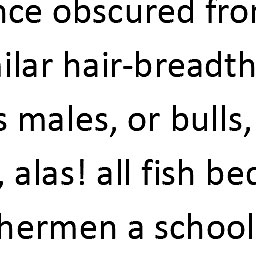 nce obscured fro
ilar hair-breadth
s males, or bulls,
, alas! all fish bec
hermen a school